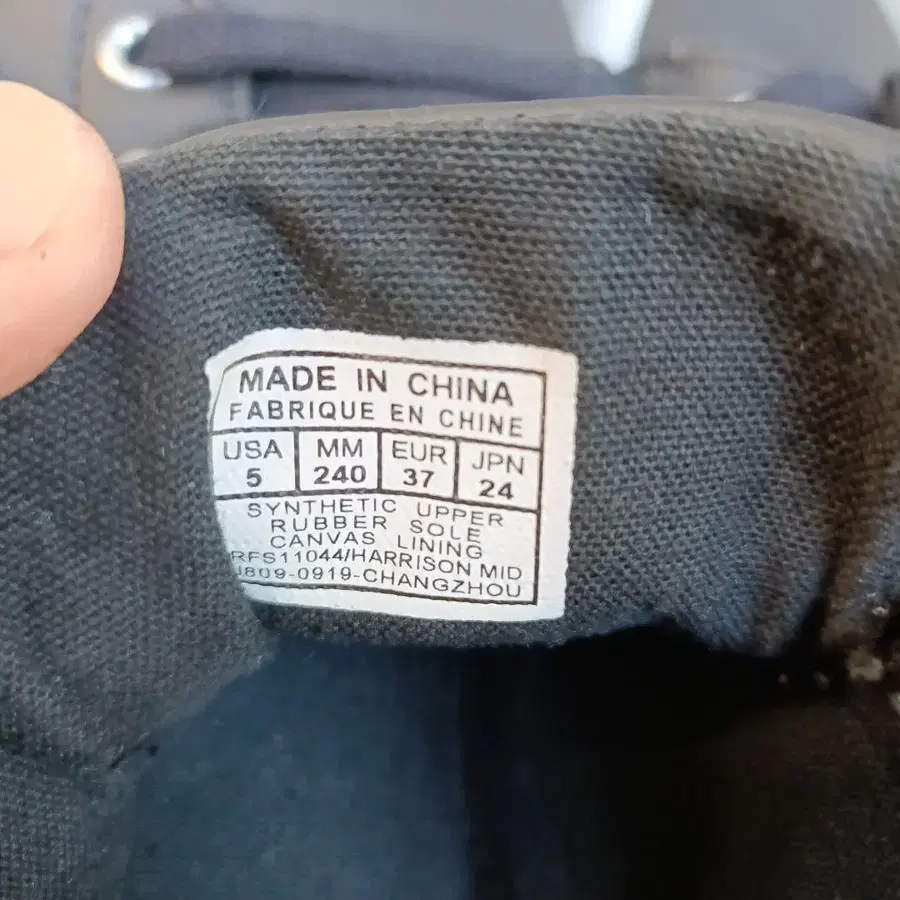 MADE IN CHINA
FABRIQUE EN CHINE
USA MM EUR JPN
5 240 37 24
SYNTHETIC UPPER
RUBBER SOLE
CANVAS LINING
RFS11044/HARRISON MID
J809-0919-CHANGZHOU